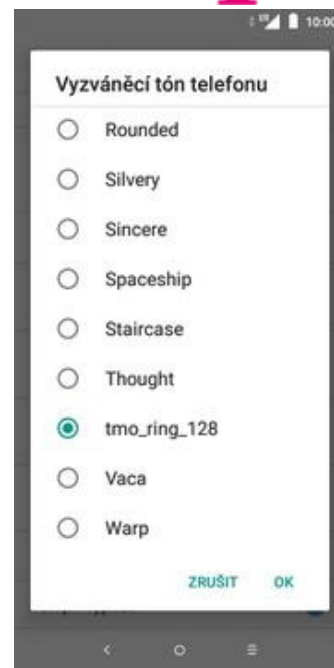 10:00
Vyzváněcí tón telefonu
Rounded
Silvery
Sincere
Spaceship
Staircase
Thought
tmo_ring_128
Vaca
Warp
ZRUŠIT OK